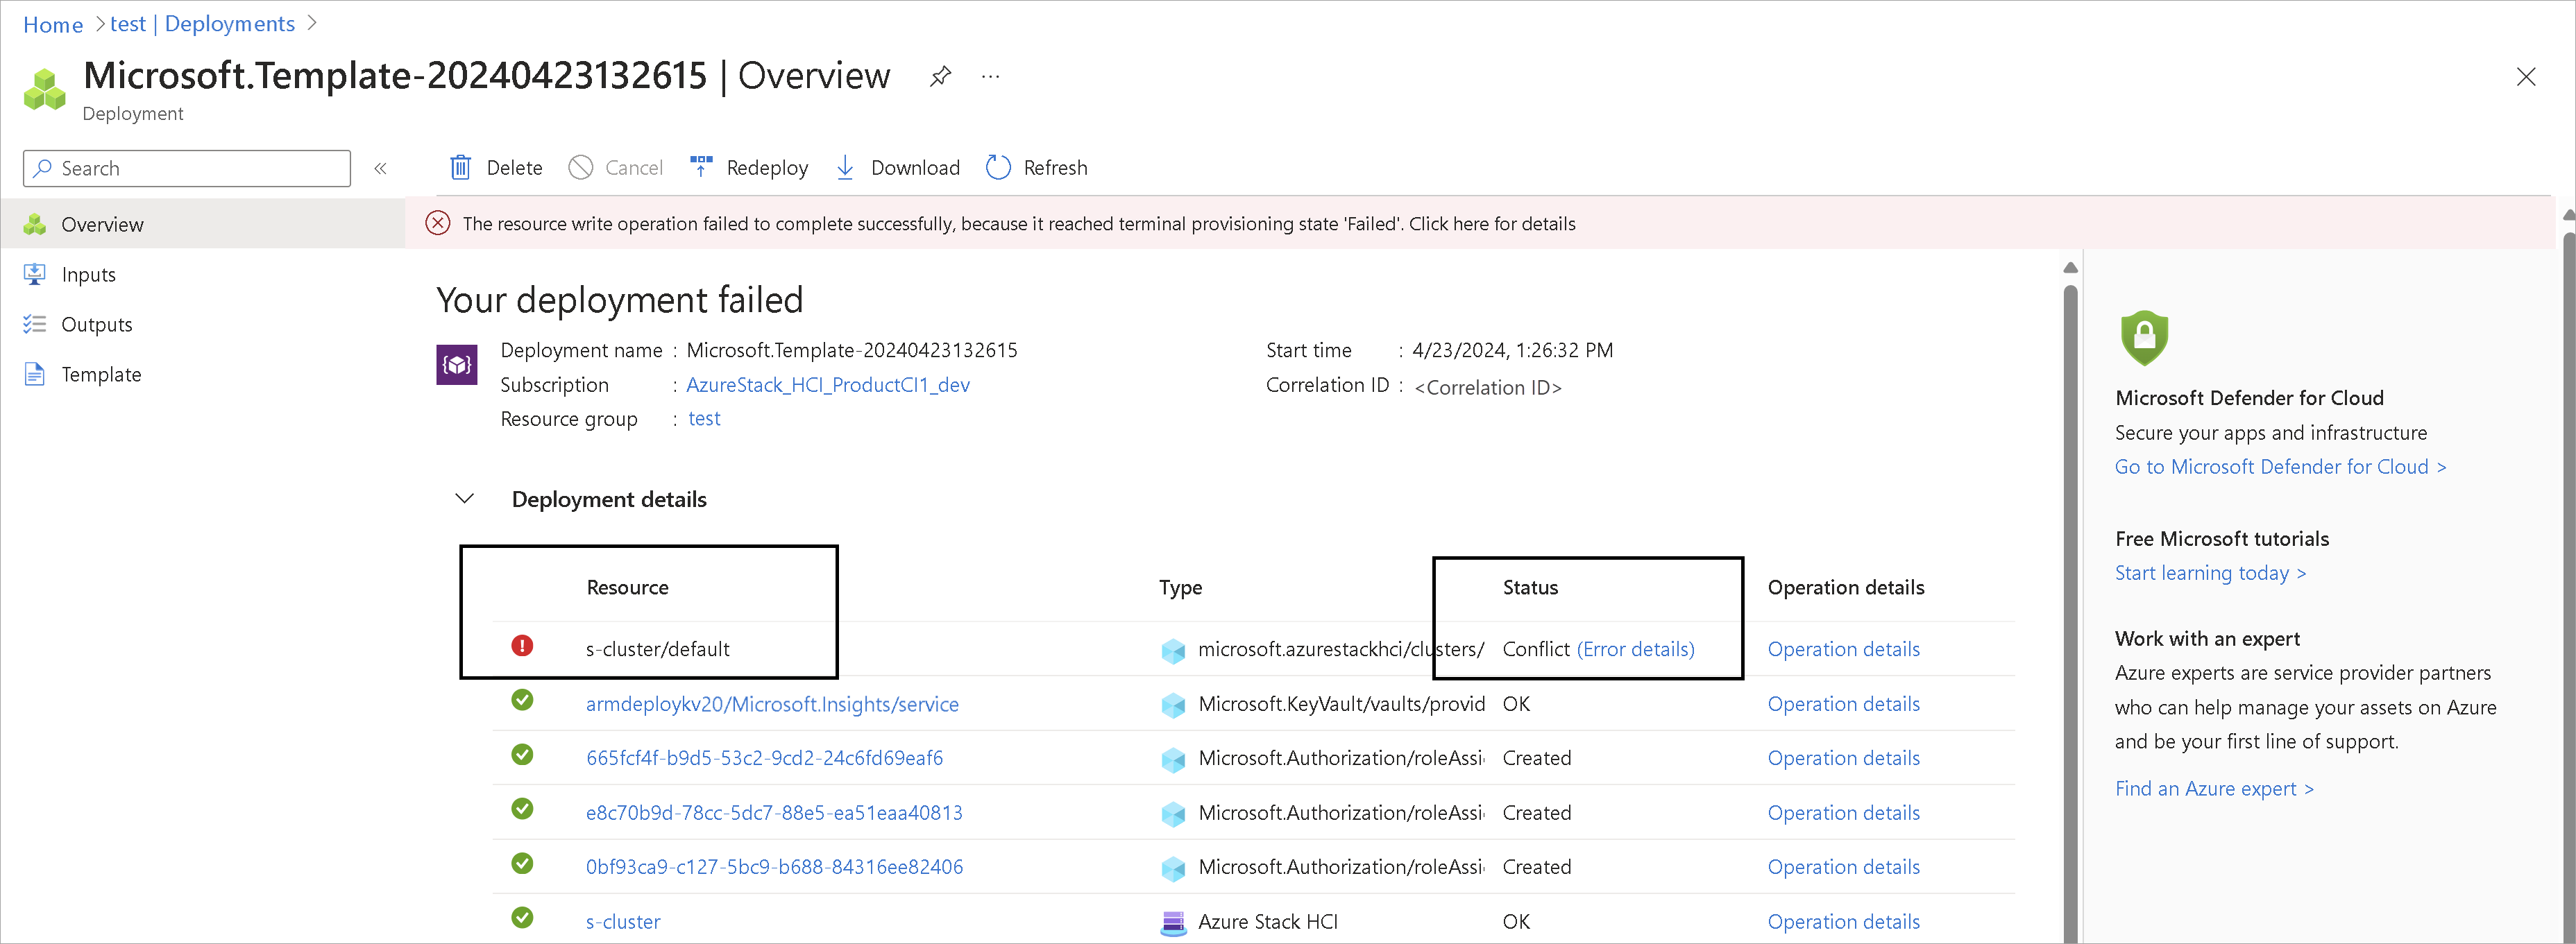 Home > test | Deployments >
Microsoft.Template-20240423132615 | Overview ...
Deployment
Search «
Delete Cancel Redeploy Download Refresh
Overview
Inputs
Outputs
Template
The resource write operation failed to complete successfully, because it reached terminal provisioning state 'Failed'. Click here for details
Your deployment failed
Deployment name : Microsoft.Template-20240423132615
Subscription : AzureStack_HCI_ProductCI1_dev
Resource group : test
Start time : 4/23/2024, 1:26:32 PM
Correlation ID : <Correlation ID>
Deployment details
Resource Type Status Operation details
s-cluster/default microsoft.azurestackhci/clusters/ Conflict (Error details) Operation details
armdeploykv20/Microsoft.Insights/service Microsoft.KeyVault/vaults/provid OK Operation details
665fcf4f-b9d5-53c2-9cd2-24c6fd69eaf6 Microsoft.Authorization/roleAssi Created Operation details
e8c70b9d-78cc-5dc7-88e5-ea51eaa40813 Microsoft.Authorization/roleAssi Created Operation details
0bf93ca9-c127-5bc9-b688-84316ee82406 Microsoft.Authorization/roleAssi Created Operation details
s-cluster Azure Stack HCI OK Operation details
Microsoft Defender for Cloud
Secure your apps and infrastructure
Go to Microsoft Defender for Cloud >
Free Microsoft tutorials
Start learning today >
Work with an expert
Azure experts are service provider partners
who can help manage your assets on Azure
and be your first line of support.
Find an Azure expert >